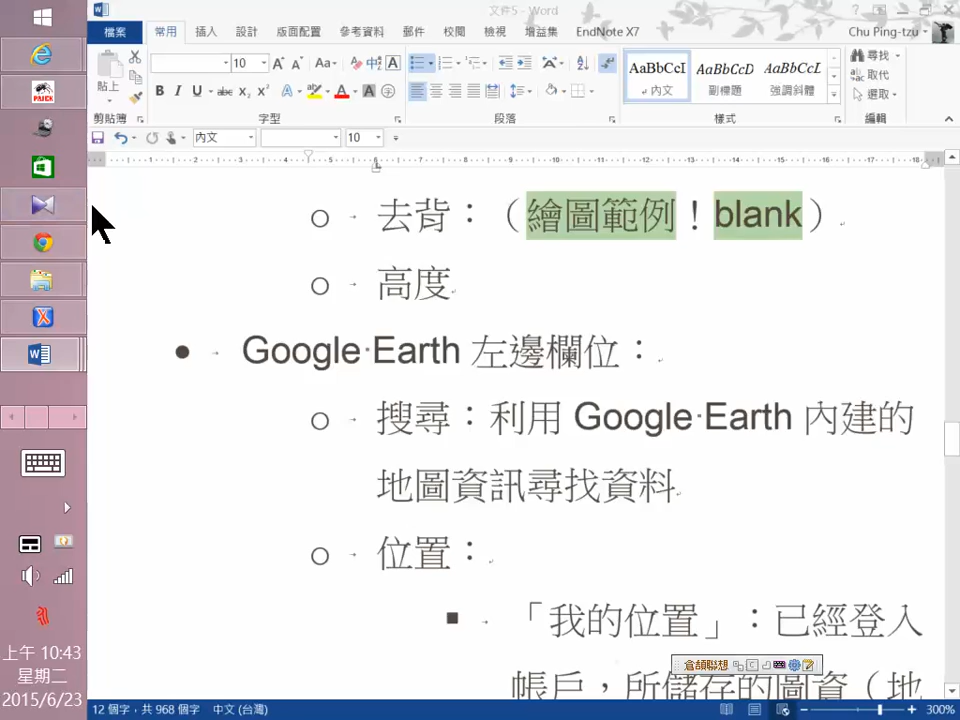 文件5 - Word
檔案 常用 插入 設計 版面配置 參考資料 郵件 校閱 檢視 增益集 EndNote X7 Chu Ping-tzu
貼上
10
Aa
B I U abc X₂ X²
AaBbCcI AaBbCcD AaBbCcI
內文 副標題 強調斜體
尋找
取代
選取
剪貼簿 字型 段落 樣式 編輯
內文 10
去背：（繪圖範例！blank）
高度
Google Earth 左邊欄位：
搜尋：利用 Google Earth 內建的
地圖資訊尋找資料
位置：
「我的位置」：已經登入
倉頡聯想
帳戶，所儲存的圖資（地
上午 10:43
星期二
2015/6/23
12 個字，共 968 個字 中文 (台灣) 300%